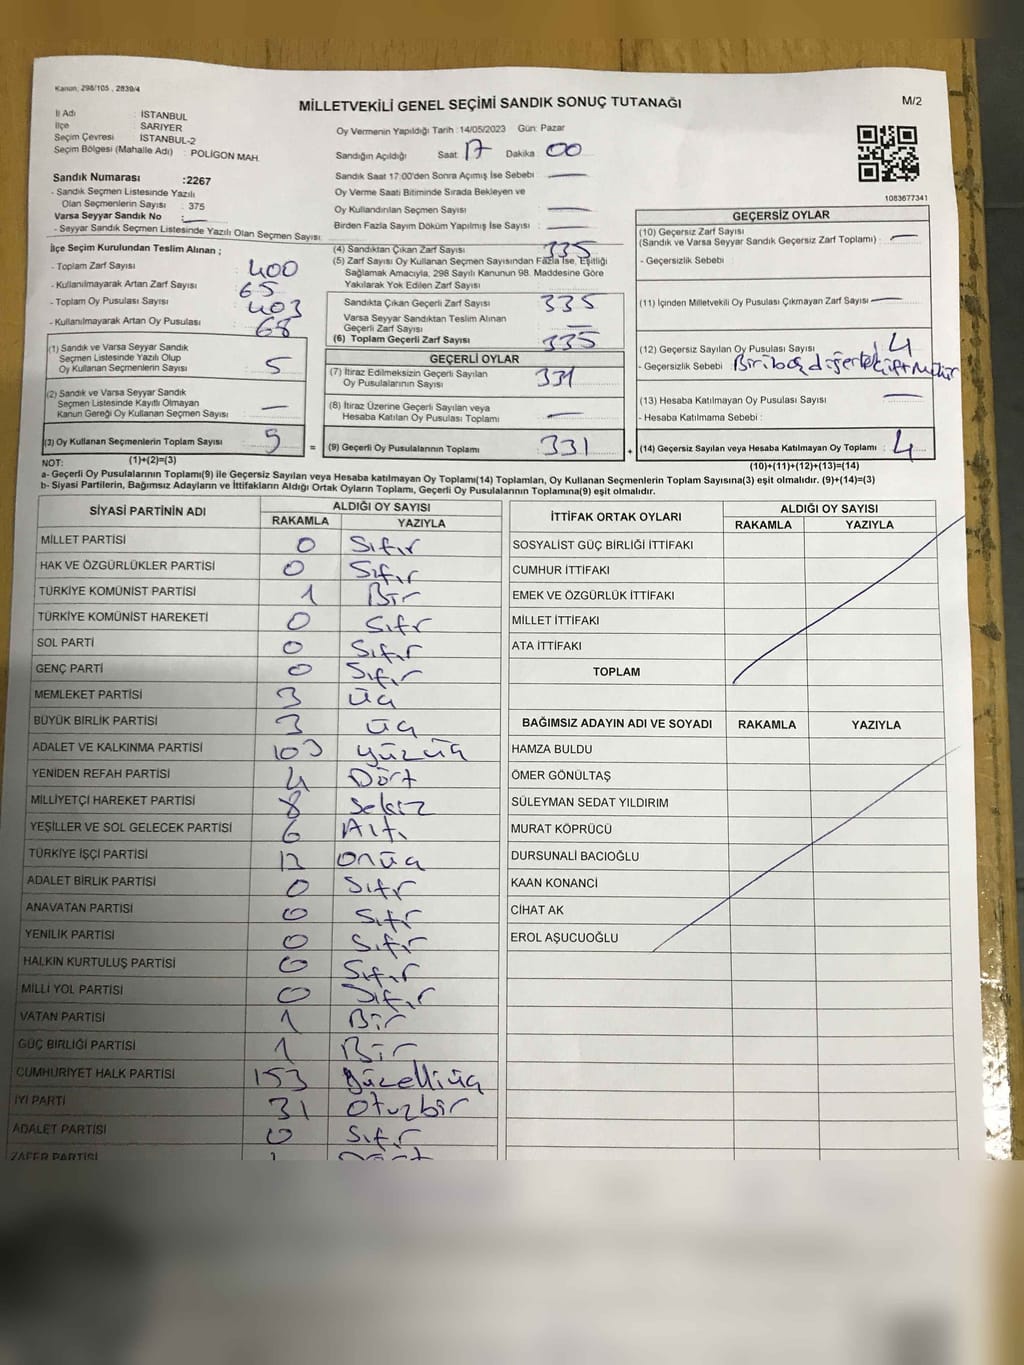 Kanun, 298/105 , 2839/4
MİLLETVEKİLİ GENEL SEÇİMİ SANDIK SONUÇ TUTANAĞI
M/2
İl Adı : İSTANBUL
İlçe : SARIYER
Seçim Çevresi : İSTANBUL-2
Seçim Bölgesi (Mahalle Adı) : POLİGON MAH.
Sandık Numarası :2267
- Sandık Seçmen Listesinde Yazılı
Olan Seçmenlerin Sayısı : 375
Varsa Seyyar Sandık No : —
- Seyyar Sandık Seçmen Listesinde Yazılı Olan Seçmen Sayısı:
İlçe Seçim Kurulundan Teslim Alınan ;
- Toplam Zarf Sayısı : 400
- Kullanılmayarak Artan Zarf Sayısı : 65
- Toplam Oy Pusulası Sayısı : 403
- Kullanılmayarak Artan Oy Pusulası : 68
(1) Sandık ve Varsa Seyyar Sandık
Seçmen Listesinde Yazılı Olup
Oy Kullanan Seçmenlerin Sayısı : 5
(2) Sandık ve Varsa Seyyar Sandık
Seçmen Listesinde Kayıtlı Olmayan
Kanun Gereği Oy Kullanan Seçmen Sayısı : —
(3) Oy Kullanan Seçmenlerin Toplam Sayısı : 5
(1)+(2)=(3)
Oy Vermenin Yapıldığı Tarih :14/05/2023 Gün: Pazar
Sandığın Açıldığı Saat 17 Dakika 00
Sandık Saat 17:00'den Sonra Açımış İse Sebebi : —
Oy Verme Saati Bitiminde Sırada Bekleyen ve
Oy Kullandırılan Seçmen Sayısı : —
Birden Fazla Sayım Döküm Yapılmış İse Sayısı : —
(4) Sandıktan Çıkan Zarf Sayısı : 335
(5) Zarf Sayısı Oy Kullanan Seçmen Sayısından Fazla İse, Eşitliği
Sağlamak Amacıyla, 298 Sayılı Kanunun 98. Maddesine Göre
Yakılarak Yok Edilen Zarf Sayısı :
Sandıkta Çıkan Geçerli Zarf Sayısı : 335
Varsa Seyyar Sandıktan Teslim Alınan
Geçerli Zarf Sayısı : —
(6) Toplam Geçerli Zarf Sayısı : 335
GEÇERLİ OYLAR
(7) İtiraz Edilmeksizin Geçerli Sayılan
Oy Pusulalarının Sayısı : 331
(8) İtiraz Üzerine Geçerli Sayılan veya
Hesaba Katılan Oy Pusulası Toplamı : —
= (9) Geçerli Oy Pusulalarının Toplamı : 331
1083677341
GEÇERSİZ OYLAR
(10) Geçersiz Zarf Sayısı
(Sandık ve Varsa Seyyar Sandık Geçersiz Zarf Toplamı) : —
- Geçersizlik Sebebi :
(11) İçinden Milletvekili Oy Pusulası Çıkmayan Zarf Sayısı : —
(12) Geçersiz Sayılan Oy Pusulası Sayısı : 4
- Geçersizlik Sebebi : Biri boş diğerleri çift mühür
(13) Hesaba Katılmayan Oy Pusulası Sayısı : —
- Hesaba Katılmama Sebebi :
+ (14) Geçersiz Sayılan veya Hesaba Katılmayan Oy Toplamı : 4
(10)+(11)+(12)+(13)=(14)
NOT:
a- Geçerli Oy Pusulalarının Toplamı(9) ile Geçersiz Sayılan veya Hesaba katılmayan Oy Toplamı(14) Toplamları, Oy Kullanan Seçmenlerin Toplam Sayısına(3) eşit olmalıdır. (9)+(14)=(3)
b- Siyasi Partilerin, Bağımsız Adayların ve İttifakların Aldığı Ortak Oyların Toplamı, Geçerli Oy Pusulalarının Toplamına(9) eşit olmalıdır.
SİYASİ PARTİNİN ADI ALDIĞI OY SAYISI
RAKAMLA YAZIYLA
MİLLET PARTİSİ 0 Sıfır
HAK VE ÖZGÜRLÜKLER PARTİSİ 0 Sıfır
TÜRKİYE KOMÜNİST PARTİSİ 1 Bir
TÜRKİYE KOMÜNİST HAREKETİ 0 Sıfır
SOL PARTİ 0 Sıfır
GENÇ PARTİ 0 Sıfır
MEMLEKET PARTİSİ 3 üç
BÜYÜK BİRLİK PARTİSİ 3 üç
ADALET VE KALKINMA PARTİSİ 103 yüzüç
YENİDEN REFAH PARTİSİ 4 Dört
MİLLİYETÇİ HAREKET PARTİSİ 8 Sekiz
YEŞİLLER VE SOL GELECEK PARTİSİ 6 Altı
TÜRKİYE İŞÇİ PARTİSİ 13 onüç
ADALET BİRLİK PARTİSİ 0 Sıfır
ANAVATAN PARTİSİ 0 Sıfır
YENİLİK PARTİSİ 0 Sıfır
HALKIN KURTULUŞ PARTİSİ 0 Sıfır
MİLLİ YOL PARTİSİ 0 Sıfır
VATAN PARTİSİ 1 Bir
GÜÇ BİRLİĞİ PARTİSİ 1 Bir
CUMHURİYET HALK PARTİSİ 153 yüzelliüç
İYİ PARTİ 31 otuzbir
ADALET PARTİSİ 0 Sıfır
ZAFER PARTİSİ
İTTİFAK ORTAK OYLARI ALDIĞI OY SAYISI
RAKAMLA YAZIYLA
SOSYALİST GÜÇ BİRLİĞİ İTTİFAKI
CUMHUR İTTİFAKI
EMEK VE ÖZGÜRLÜK İTTİFAKI
MİLLET İTTİFAKI
ATA İTTİFAKI
TOPLAM
BAĞIMSIZ ADAYIN ADI VE SOYADI RAKAMLA YAZIYLA
HAMZA BULDU
ÖMER GÖNÜLTAŞ
SÜLEYMAN SEDAT YILDIRIM
MURAT KÖPRÜCÜ
DURSUNALİ BACIOĞLU
KAAN KONANCİ
CİHAT AK
EROL AŞUCUOĞLU